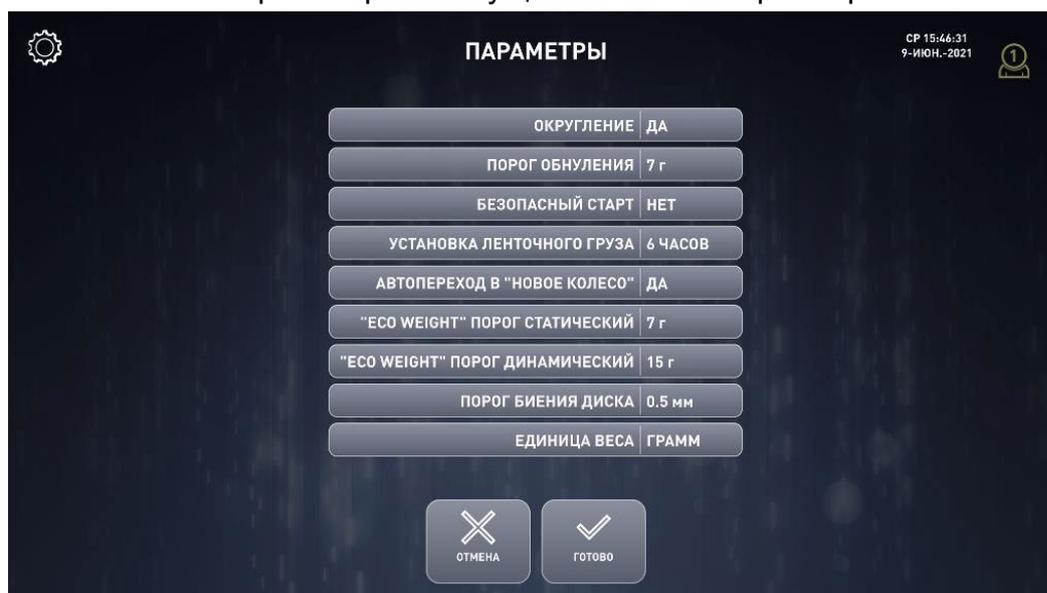 ПАРАМЕТРЫ
СР 15:46:31
9-ИЮН.-2021
1
ОКРУГЛЕНИЕ ДА
ПОРОГ ОБНУЛЕНИЯ 7 г
БЕЗОПАСНЫЙ СТАРТ НЕТ
УСТАНОВКА ЛЕНТОЧНОГО ГРУЗА 6 ЧАСОВ
АВТОПЕРЕХОД В "НОВОЕ КОЛЕСО" ДА
"ECO WEIGHT" ПОРОГ СТАТИЧЕСКИЙ 7 г
"ECO WEIGHT" ПОРОГ ДИНАМИЧЕСКИЙ 15 г
ПОРОГ БИЕНИЯ ДИСКА 0.5 мм
ЕДИНИЦА ВЕСА ГРАММ
ОТМЕНА
ГОТОВО